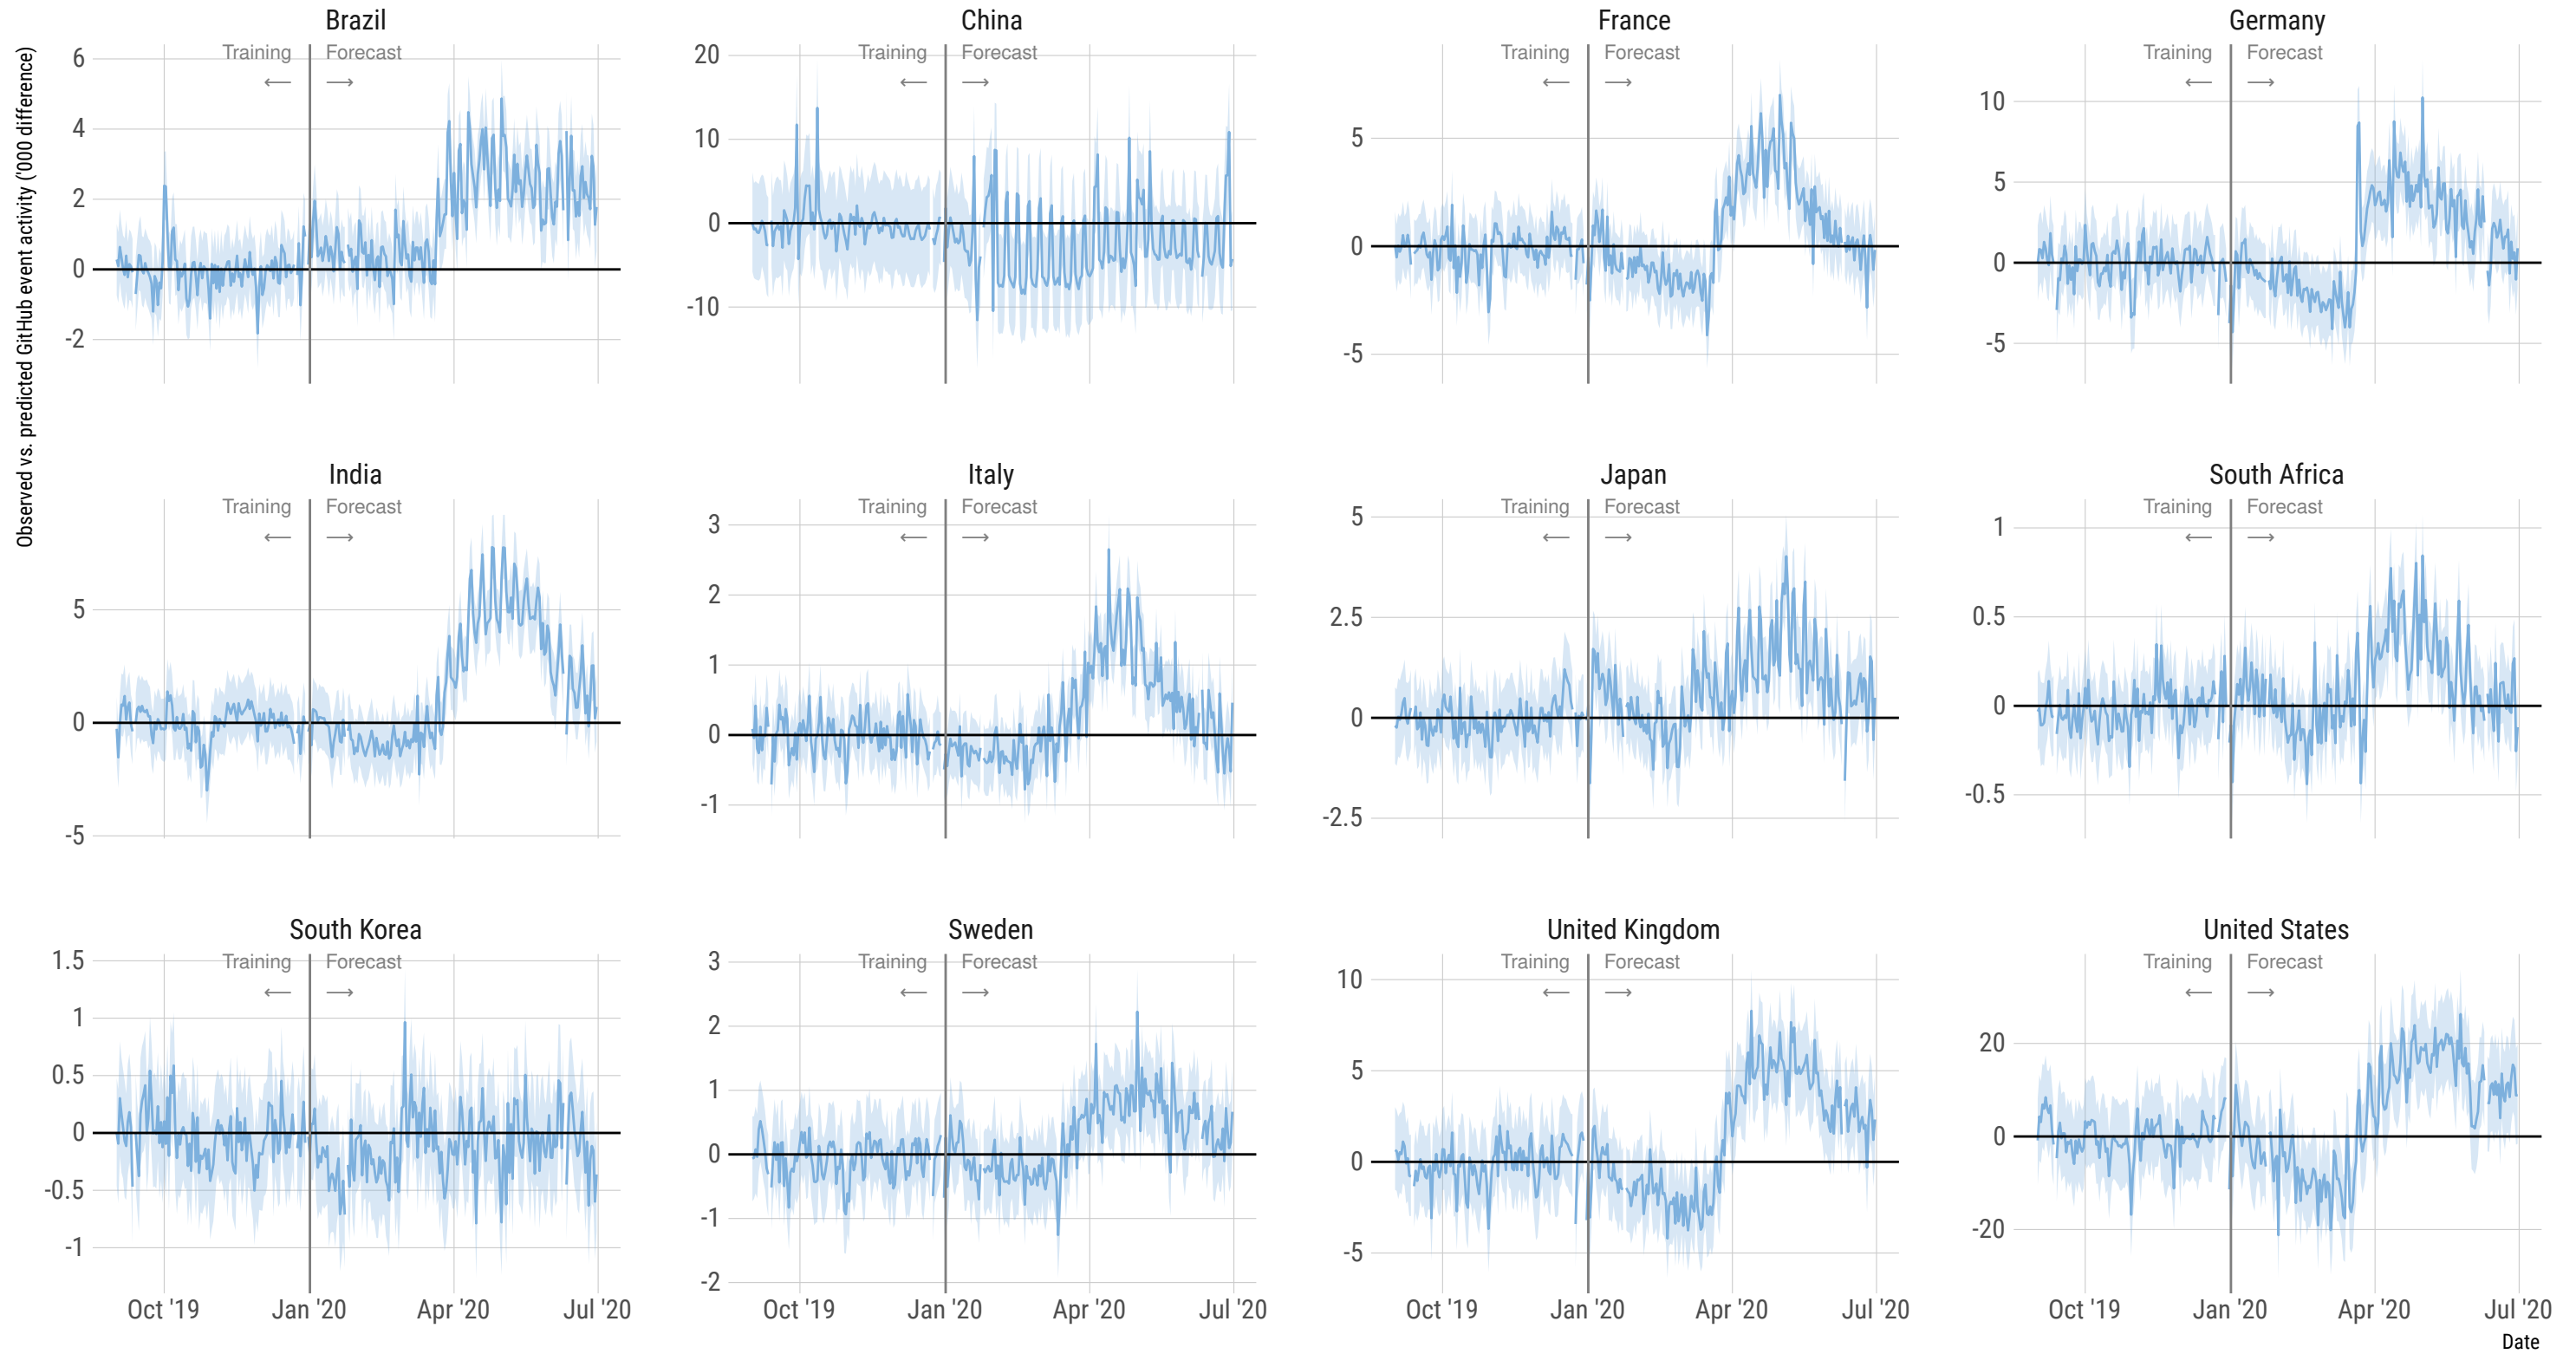 Observed vs. predicted GitHub event activity ('000 difference)
Brazil
Training
Forecast
← →
6
4
2
0
-2
China
Training
Forecast
← →
20
10
0
-10
France
Training
Forecast
← →
5
0
-5
Germany
Training
Forecast
← →
10
5
0
-5
India
Training
Forecast
← →
5
0
-5
Italy
Training
Forecast
← →
3
2
1
0
-1
Japan
Training
Forecast
← →
5
2.5
0
-2.5
South Africa
Training
Forecast
← →
1
0.5
0
-0.5
South Korea
Training
Forecast
← →
1.5
1
0.5
0
-0.5
-1
Oct '19 Jan '20 Apr '20 Jul '20
Sweden
Training
Forecast
← →
3
2
1
0
-1
-2
Oct '19 Jan '20 Apr '20 Jul '20
United Kingdom
Training
Forecast
← →
10
5
0
-5
Oct '19 Jan '20 Apr '20 Jul '20
United States
Training
Forecast
← →
20
0
-20
Oct '19 Jan '20 Apr '20 Jul '20
Date